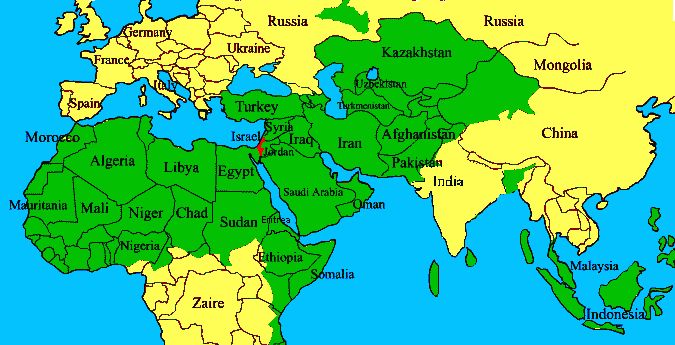 Russia
Russia
Germany
Ukraine
France
Kazakhstan
Mongolia
Italy
Uzbekistan
Spain
Turkey
Turkmenistan
Syria
Israel
Morocco
Iraq
Iran
Afghanistan
China
Jordan
Algeria
Libya
Egypt
Pakistan
India
Saudi Arabia
Mauritania
Mali
Niger
Chad
Sudan
Eritrea
Oman
Nigeria
Ethiopia
Somalia
Malaysia
Zaire
Indonesia